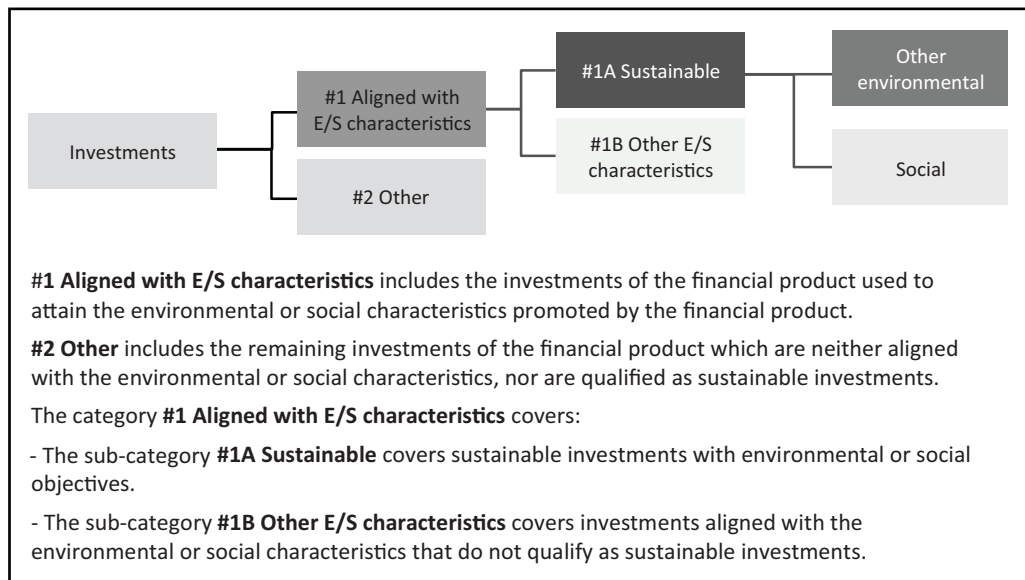 Investments
#1 Aligned with
E/S characteristics
#2 Other
#1A Sustainable
#1B Other E/S
characteristics
Other
environmental
Social
#1 Aligned with E/S characteristics includes the investments of the financial product used to
attain the environmental or social characteristics promoted by the financial product.
#2 Other includes the remaining investments of the financial product which are neither aligned
with the environmental or social characteristics, nor are qualified as sustainable investments.
The category #1 Aligned with E/S characteristics covers:
- The sub-category #1A Sustainable covers sustainable investments with environmental or social
objectives.
- The sub-category #1B Other E/S characteristics covers investments aligned with the
environmental or social characteristics that do not qualify as sustainable investments.